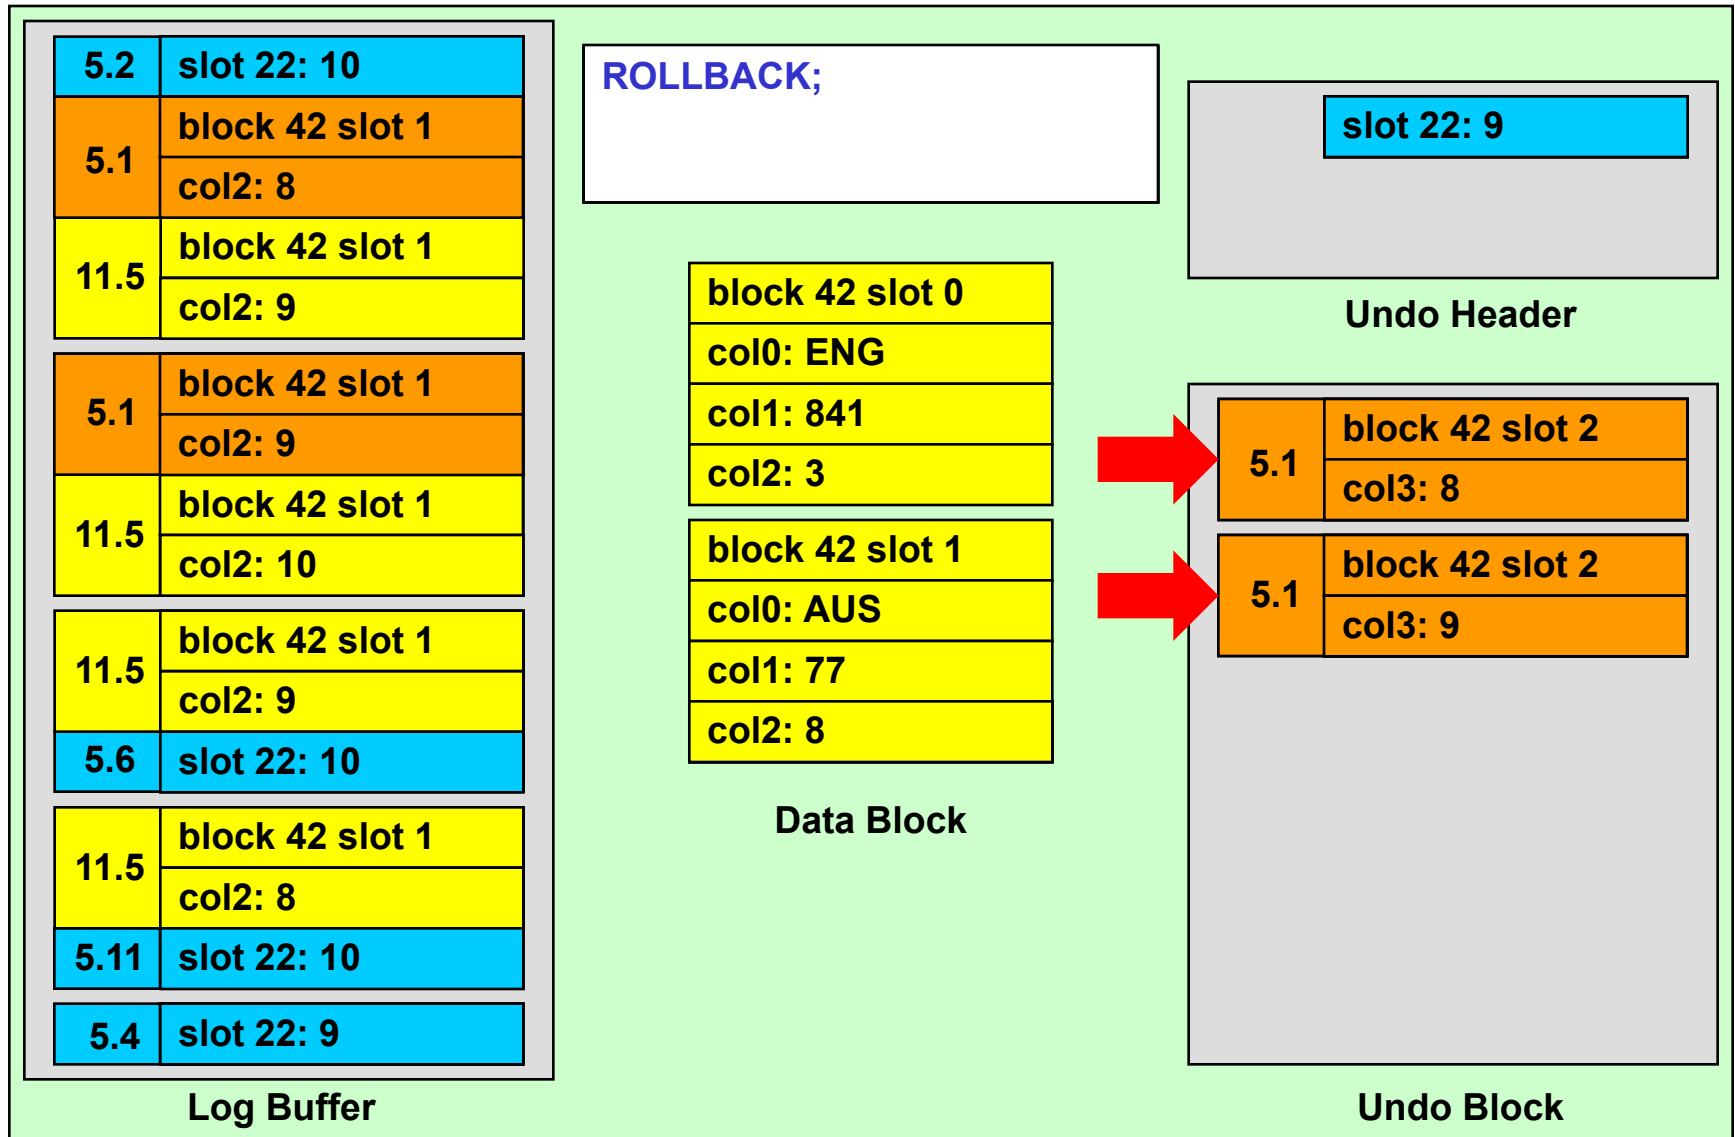 5.2 slot 22: 10
5.1 block 42 slot 1
col2: 8
11.5 block 42 slot 1
col2: 9
5.1 block 42 slot 1
col2: 9
11.5 block 42 slot 1
col2: 10
11.5 block 42 slot 1
col2: 9
5.6 slot 22: 10
11.5 block 42 slot 1
col2: 8
5.11 slot 22: 10
5.4 slot 22: 9
Log Buffer
ROLLBACK;
block 42 slot 0
col0: ENG
col1: 841
col2: 3
block 42 slot 1
col0: AUS
col1: 77
col2: 8
Data Block
slot 22: 9
Undo Header
5.1 block 42 slot 2
col3: 8
5.1 block 42 slot 2
col3: 9
Undo Block